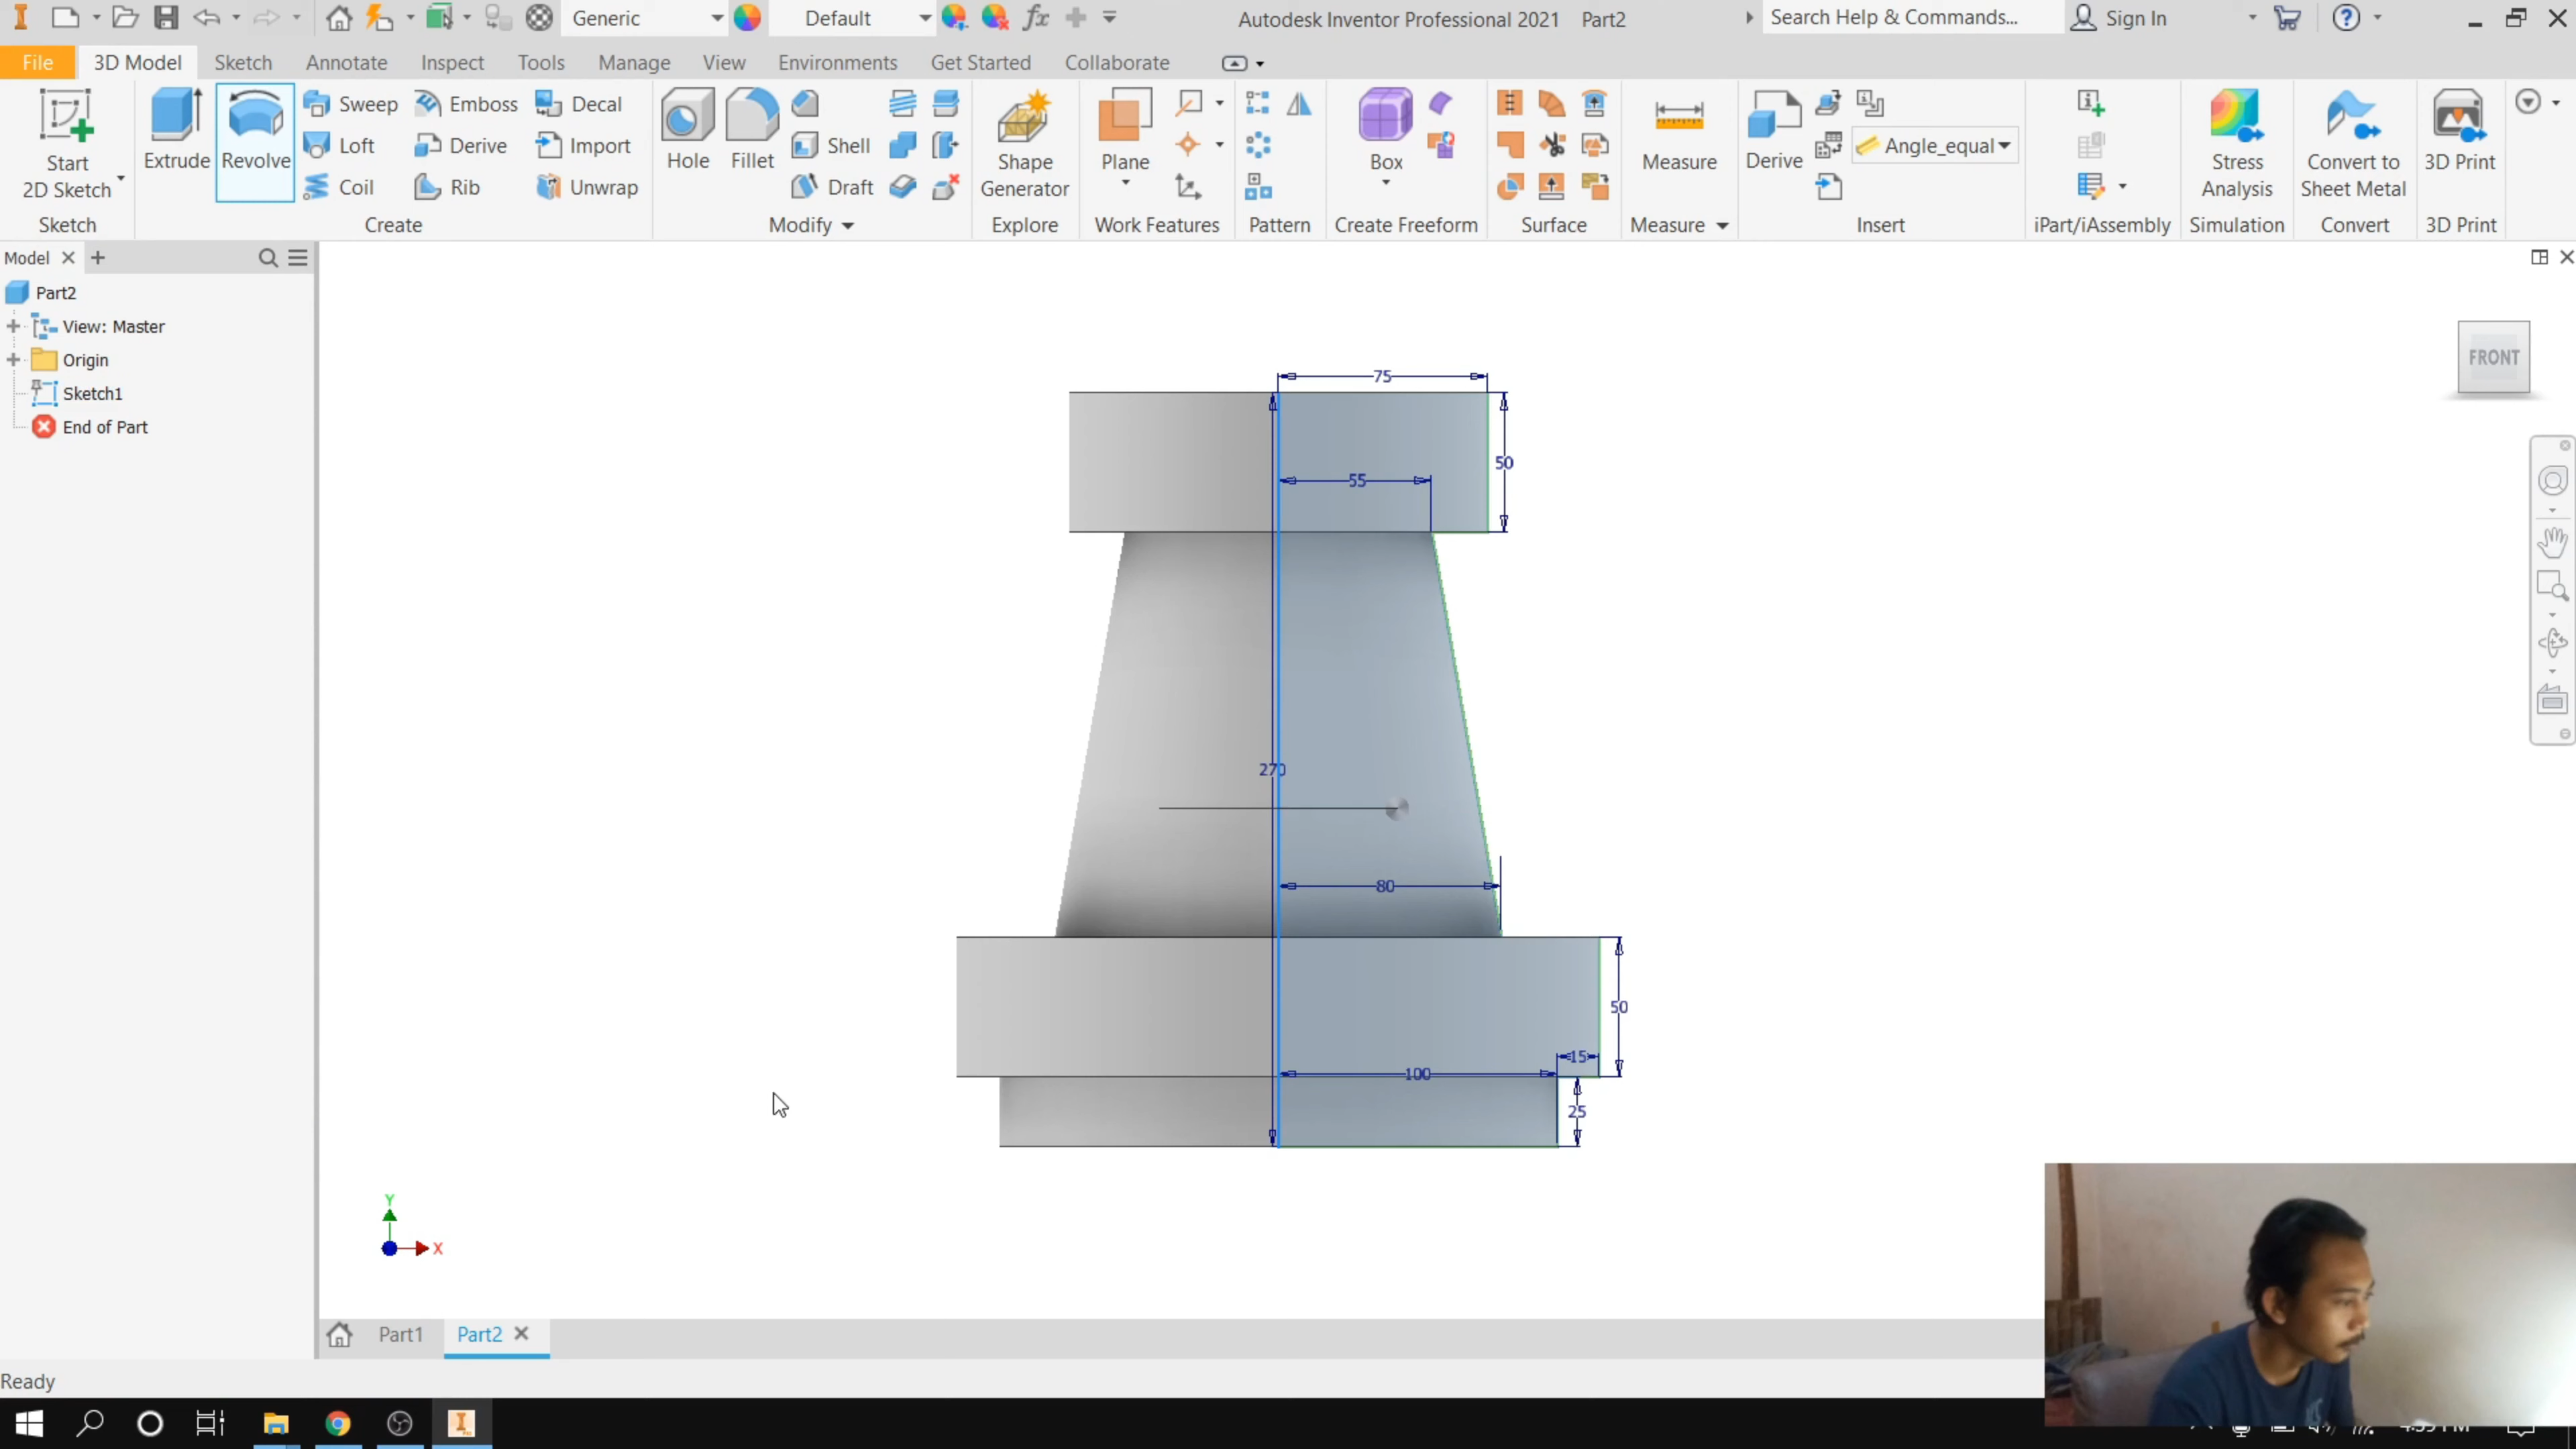 Generic
Default
fx
Autodesk Inventor Professional 2021 Part2
Search Help & Commands...
Sign In
File 3D Model Sketch Annotate Inspect Tools Manage View Environments Get Started Collaborate
Start
2D Sketch
Extrude
Revolve
Sweep
Loft
Coil
Emboss
Derive
Rib
Decal
Import
Unwrap
Hole
Fillet
Shell
Draft
Shape
Generator
Plane
Box
Measure
Derive
Angle_equal
Stress
Analysis
Convert to
Sheet Metal
3D Print
Sketch
Create
Modify
Explore
Work Features
Pattern
Create Freeform
Surface
Measure
Insert
iPart/iAssembly
Simulation
Convert
3D Print
Model
Part2
View: Master
Origin
Sketch1
End of Part
FRONT
75
50
55
270
80
50
15
100
25
Y
X
Part1
Part2
Ready